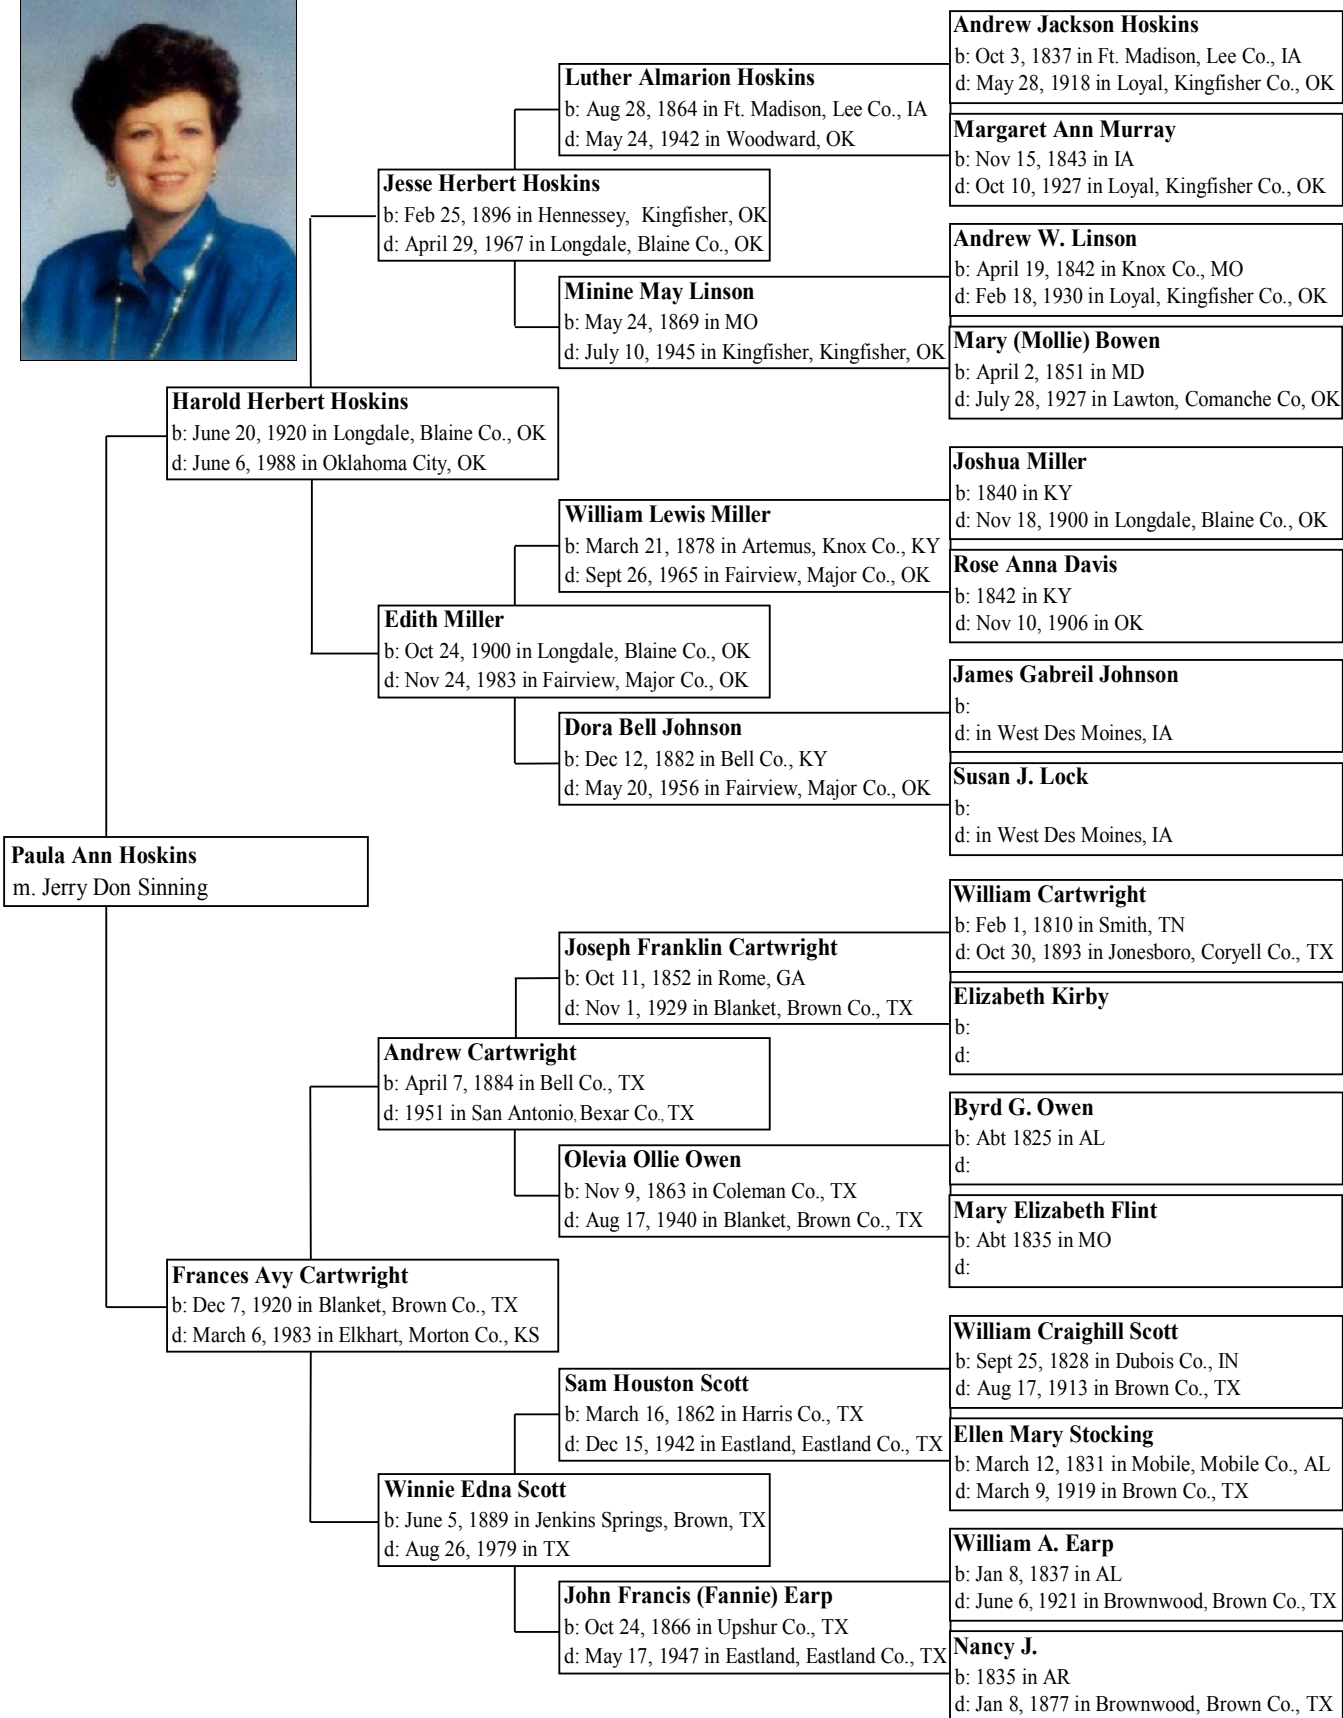 Andrew Jackson Hoskins
b: Oct 3, 1837 in Ft. Madison, Lee Co., IA
d: May 28, 1918 in Loyal, Kingfisher Co., OK
Luther Almarion Hoskins
b: Aug 28, 1864 in Ft. Madison, Lee Co., IA
d: May 24, 1942 in Woodward, OK
Margaret Ann Murray
b: Nov 15, 1843 in IA
d: Oct 10, 1927 in Loyal, Kingfisher Co., OK
Jesse Herbert Hoskins
b: Feb 25, 1896 in Hennessey, Kingfisher, OK
d: April 29, 1967 in Longdale, Blaine Co., OK
Andrew W. Linson
b: April 19, 1842 in Knox Co., MO
d: Feb 18, 1930 in Loyal, Kingfisher Co., OK
Minine May Linson
b: May 24, 1869 in MO
d: July 10, 1945 in Kingfisher, Kingfisher, OK
Mary (Mollie) Bowen
b: April 2, 1851 in MD
d: July 28, 1927 in Lawton, Comanche Co, OK
Harold Herbert Hoskins
b: June 20, 1920 in Longdale, Blaine Co., OK
d: June 6, 1988 in Oklahoma City, OK
Joshua Miller
b: 1840 in KY
d: Nov 18, 1900 in Longdale, Blaine Co., OK
William Lewis Miller
b: March 21, 1878 in Artemus, Knox Co., KY
d: Sept 26, 1965 in Fairview, Major Co., OK
Rose Anna Davis
b: 1842 in KY
d: Nov 10, 1906 in OK
Edith Miller
b: Oct 24, 1900 in Longdale, Blaine Co., OK
d: Nov 24, 1983 in Fairview, Major Co., OK
James Gabreil Johnson
b:
d: in West Des Moines, IA
Dora Bell Johnson
b: Dec 12, 1882 in Bell Co., KY
d: May 20, 1956 in Fairview, Major Co., OK
Susan J. Lock
b:
d: in West Des Moines, IA
Paula Ann Hoskins
m. Jerry Don Sinning
William Cartwright
b: Feb 1, 1810 in Smith, TN
d: Oct 30, 1893 in Jonesboro, Coryell Co., TX
Joseph Franklin Cartwright
b: Oct 11, 1852 in Rome, GA
d: Nov 1, 1929 in Blanket, Brown Co., TX
Elizabeth Kirby
b:
d:
Andrew Cartwright
b: April 7, 1884 in Bell Co., TX
d: 1951 in San Antonio, Bexar Co., TX
Byrd G. Owen
b: Abt 1825 in AL
d:
Olevia Ollie Owen
b: Nov 9, 1863 in Coleman Co., TX
d: Aug 17, 1940 in Blanket, Brown Co., TX
Mary Elizabeth Flint
b: Abt 1835 in MO
d:
Frances Avy Cartwright
b: Dec 7, 1920 in Blanket, Brown Co., TX
d: March 6, 1983 in Elkhart, Morton Co., KS
William Craighill Scott
b: Sept 25, 1828 in Dubois Co., IN
d: Aug 17, 1913 in Brown Co., TX
Sam Houston Scott
b: March 16, 1862 in Harris Co., TX
d: Dec 15, 1942 in Eastland, Eastland Co., TX
Ellen Mary Stocking
b: March 12, 1831 in Mobile, Mobile Co., AL
d: March 9, 1919 in Brown Co., TX
Winnie Edna Scott
b: June 5, 1889 in Jenkins Springs, Brown, TX
d: Aug 26, 1979 in TX
William A. Earp
b: Jan 8, 1837 in AL
d: June 6, 1921 in Brownwood, Brown Co., TX
John Francis (Fannie) Earp
b: Oct 24, 1866 in Upshur Co., TX
d: May 17, 1947 in Eastland, Eastland Co., TX
Nancy J.
b: 1835 in AR
d: Jan 8, 1877 in Brownwood, Brown Co., TX